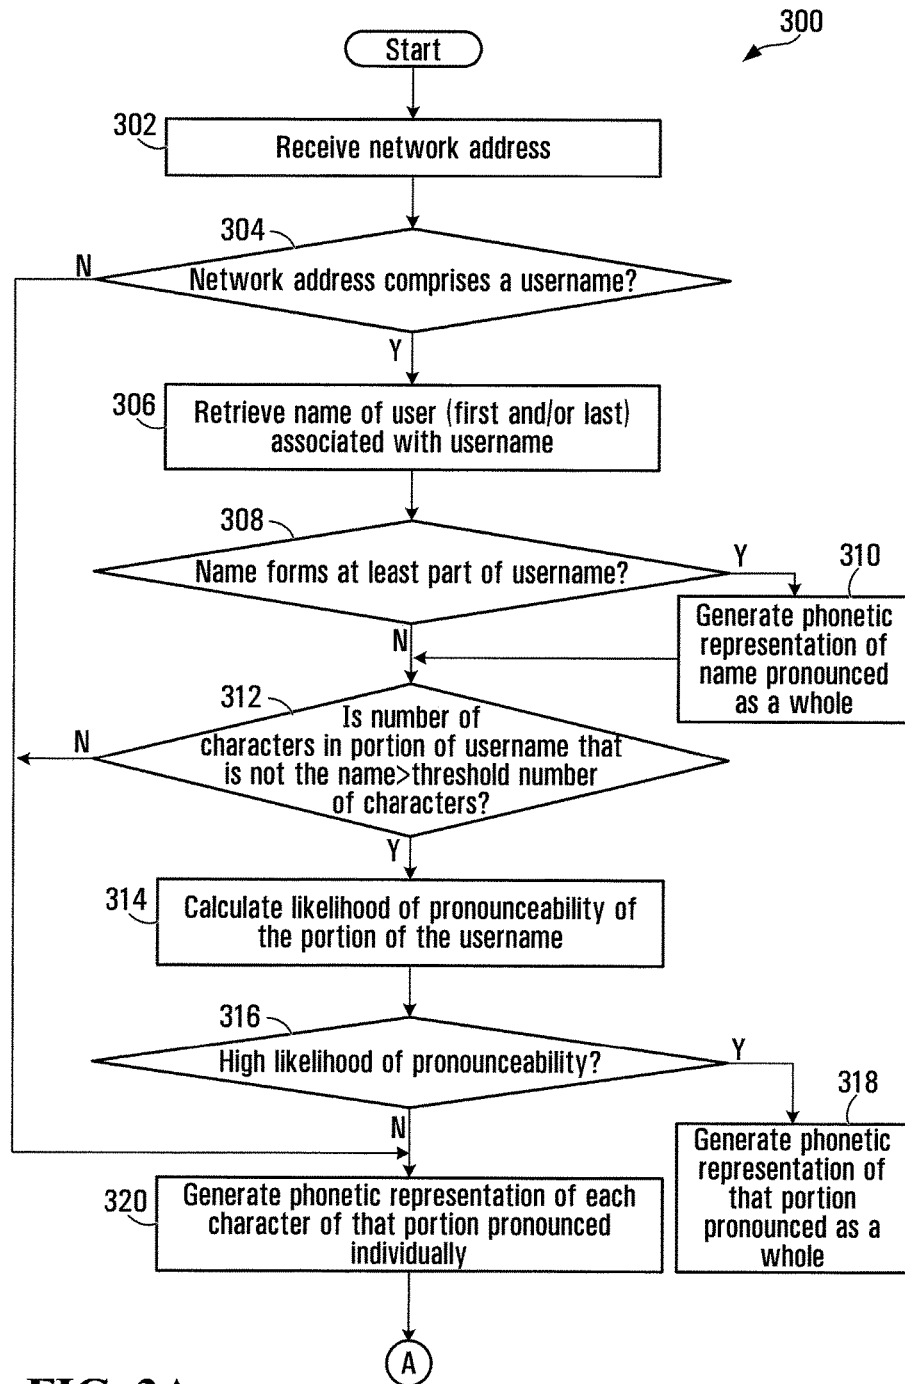 300
Start
302
Receive network address
304
N
Network address comprises a username?
Y
306
Retrieve name of user (first and/or last)
associated with username
308
Name forms at least part of username?
Y
310
Generate phonetic
representation of
name pronounced
as a whole
N
312
Is number of
characters in portion of username that
is not the name>threshold number
of characters?
N
Y
314
Calculate likelihood of pronounceability of
the portion of the username
316
High likelihood of pronounceability?
Y
318
Generate phonetic
representation of
that portion
pronounced as a
whole
N
320
Generate phonetic representation of each
character of that portion pronounced
individually
A